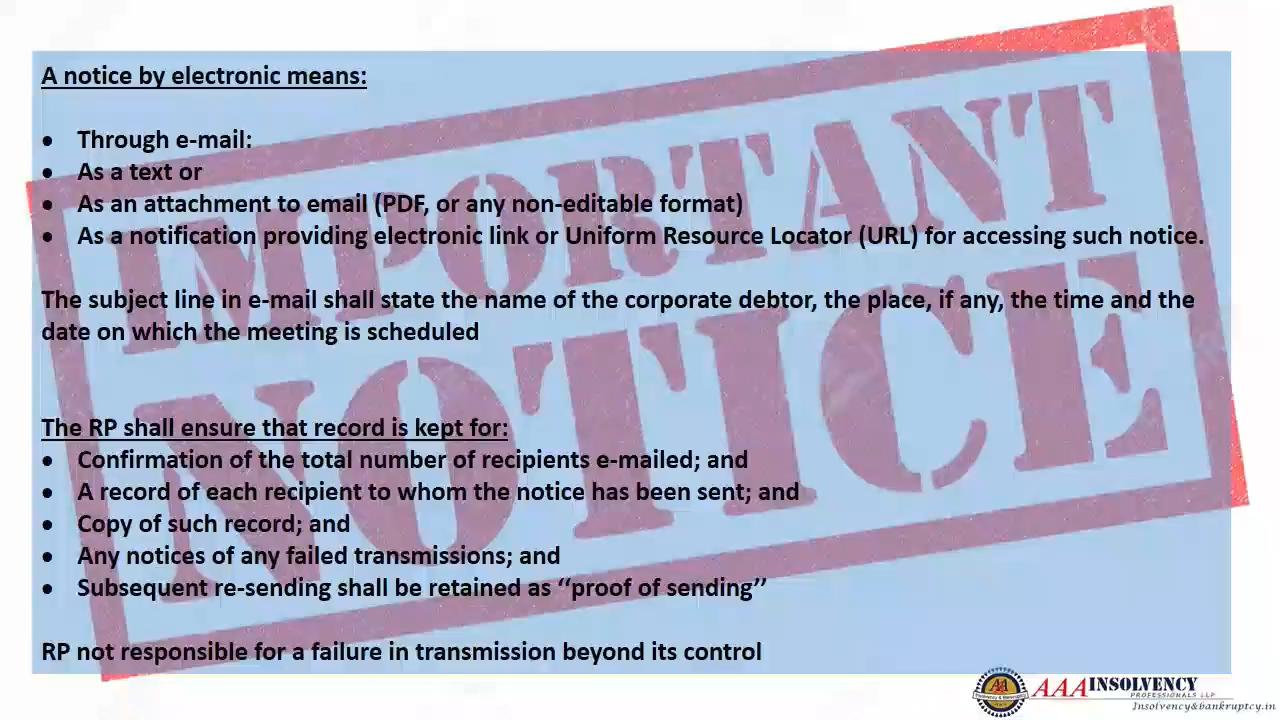 A notice by electronic means:
• Through e-mail:
• As a text or
• As an attachment to email (PDF, or any non-editable format)
• As a notification providing electronic link or Uniform Resource Locator (URL) for accessing such notice.
The subject line in e-mail shall state the name of the corporate debtor, the place, if any, the time and the
date on which the meeting is scheduled
The RP shall ensure that record is kept for:
• Confirmation of the total number of recipients e-mailed; and
• A record of each recipient to whom the notice has been sent; and
• Copy of such record; and
• Any notices of any failed transmissions; and
• Subsequent re-sending shall be retained as ‘‘proof of sending’’
RP not responsible for a failure in transmission beyond its control
IMPORTANT
NOTICE
AAA INSOLVENCY
PROFESSIONALS LLP
Insolvency&bankruptcy.in